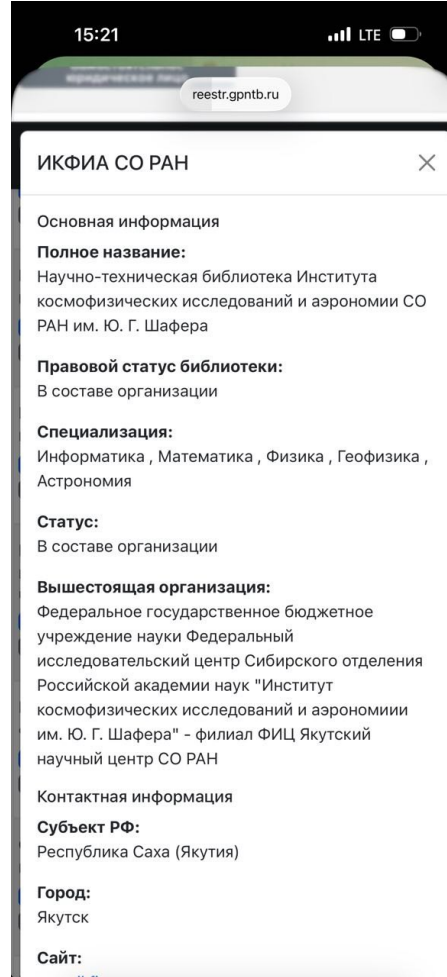 15:21
LTE
юридическое лицо
reestr.gpntb.ru
ИКФИА СО РАН
Основная информация
Полное название:
Научно-техническая библиотека Института
космофизических исследований и аэрономии СО
РАН им. Ю. Г. Шафера
Правовой статус библиотеки:
В составе организации
Специализация:
Информатика , Математика , Физика , Геофизика ,
Астрономия
Статус:
В составе организации
Вышестоящая организация:
Федеральное государственное бюджетное
учреждение науки Федеральный
исследовательский центр Сибирского отделения
Российской академии наук "Институт
космофизических исследований и аэрономиии
им. Ю. Г. Шафера" - филиал ФИЦ Якутский
научный центр СО РАН
Контактная информация
Субъект РФ:
Республика Саха (Якутия)
Город:
Якутск
Сайт: